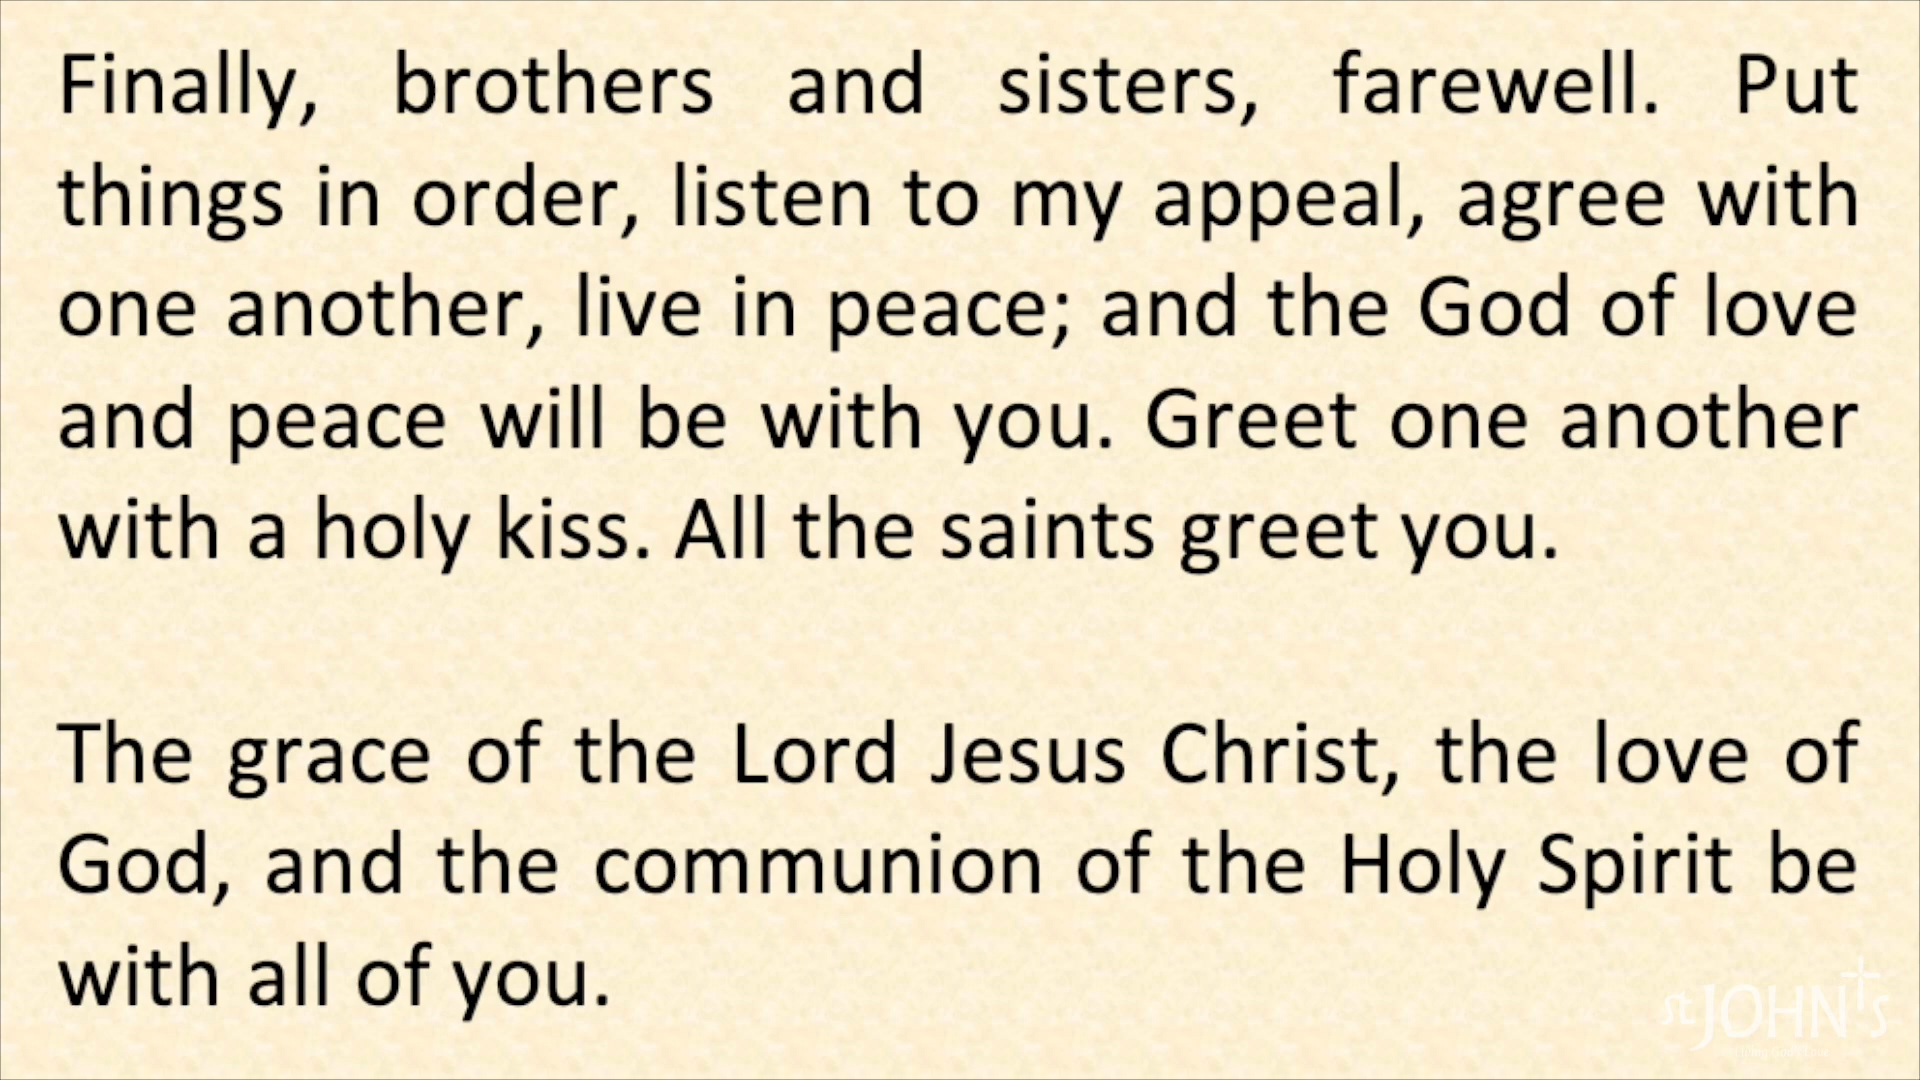 Finally, brothers and sisters, farewell. Put
things in order, listen to my appeal, agree with
one another, live in peace; and the God of love
and peace will be with you. Greet one another
with a holy kiss. All the saints greet you.
The grace of the Lord Jesus Christ, the love of
God, and the communion of the Holy Spirit be
with all of you.
st JOHN's